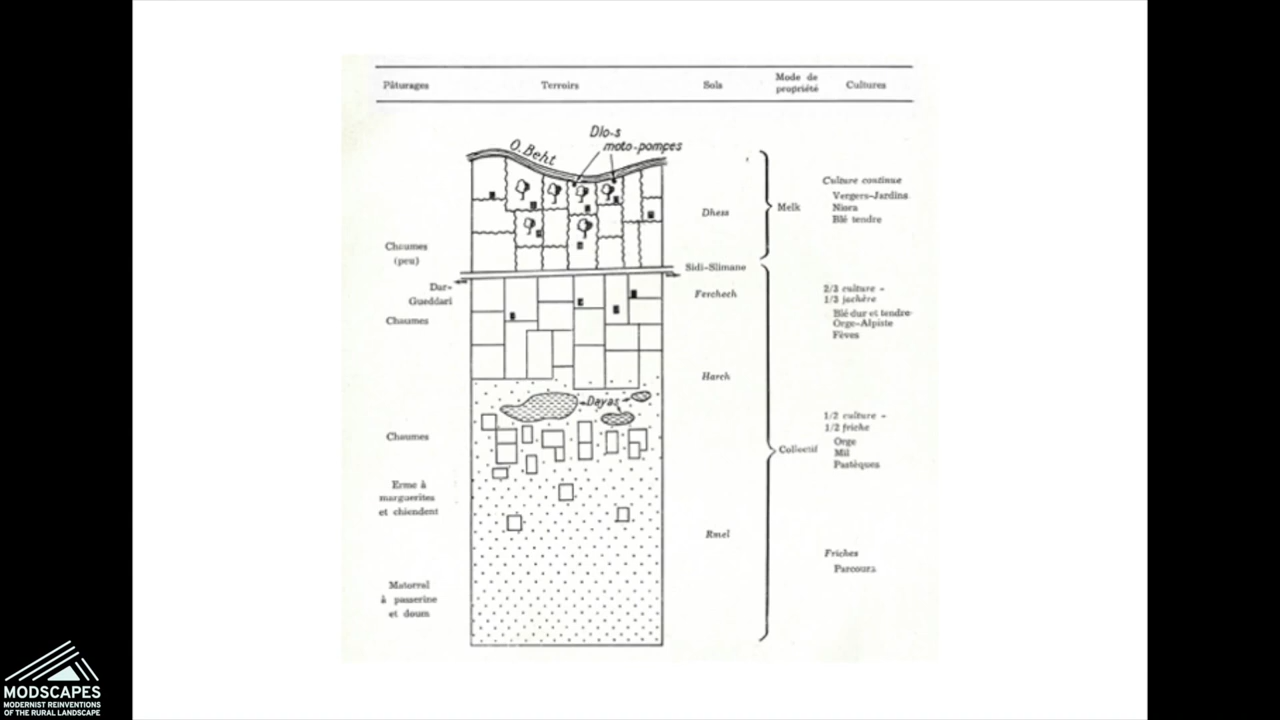 Pâturages Terroirs Sols Mode de propriété Cultures
Dlo-s
moto-pompes
O. Beht
Culture continue
Vergers-Jardins
Niora
Blé tendre
Melk
Dhess
Chaumes
(peu)
Sidi-Slimane
Dar-
Gueddari
Ferchech
2/3 culture -
1/3 jachère
Blé dur et tendre
Orge-Alpiste
Fèves
Chaumes
Harch
Dayas
1/2 culture -
1/2 friche
Orge
Mil
Pastèques
Chaumes
Collectif
Erme à
marguerites
et chiendent
Rmel
Friches
Parcours
Matorral
à passerine
et doum
MODSCAPES
MODERNIST REINVENTIONS
OF THE RURAL LANDSCAPE